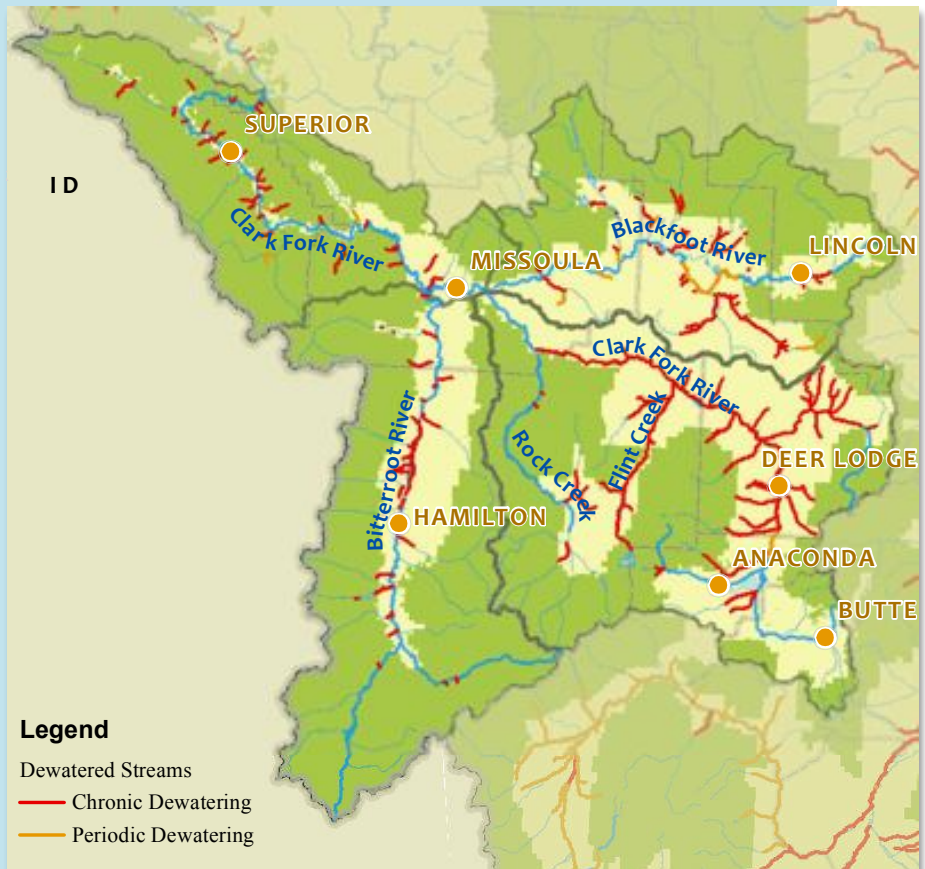 SUPERIOR
I D
Clark Fork River
Blackfoot River
LINCOLN
MISSOULA
Clark Fork River
Bitterroot River
Rock Creek
Flint Creek
DEER LODGE
HAMILTON
ANACONDA
BUTTE
Legend
Dewatered Streams
Chronic Dewatering
Periodic Dewatering